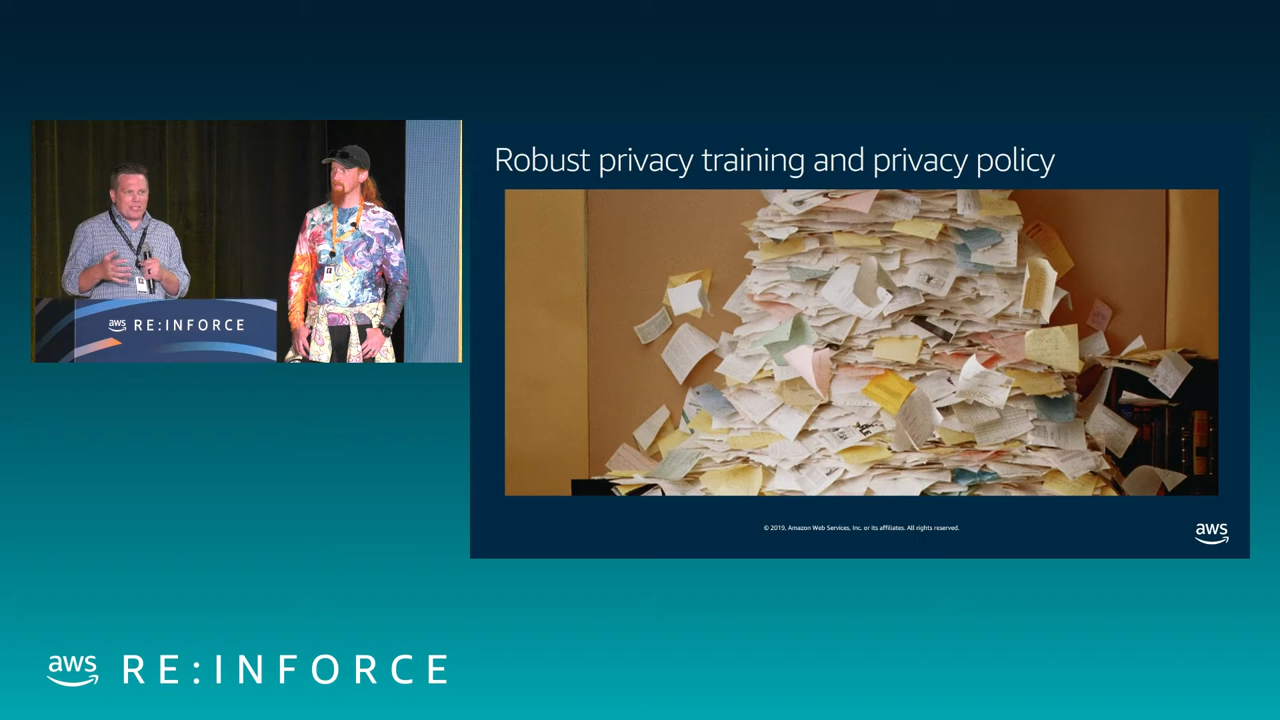 Robust privacy training and privacy policy
aws RE:INFORCE
© 2019, Amazon Web Services, Inc. or its affiliates. All rights reserved.
aws
aws RE:INFORCE